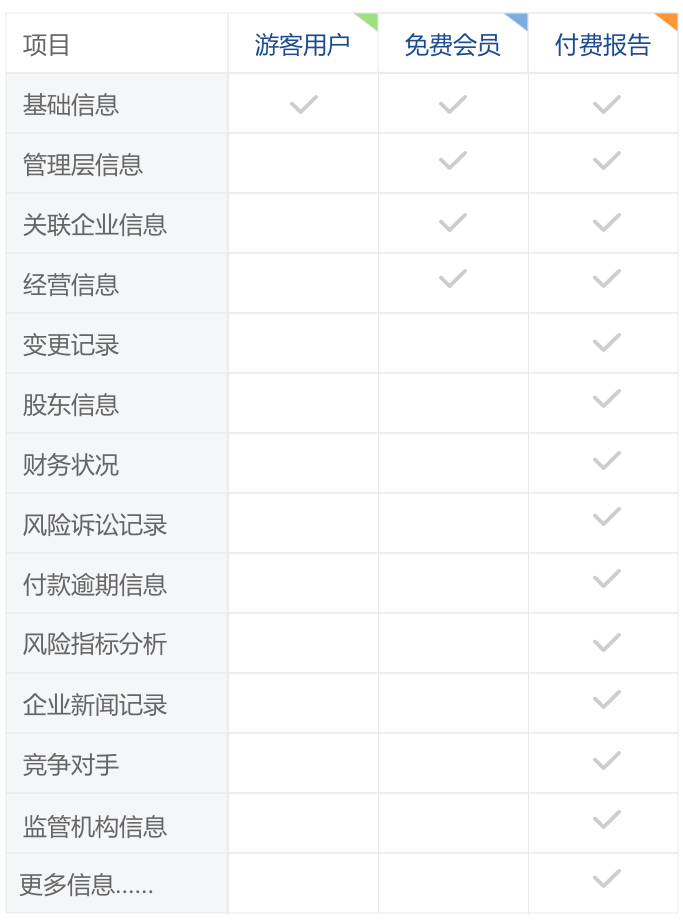 项目 游客用户 免费会员 付费报告
基础信息
管理层信息
关联企业信息
经营信息
变更记录
股东信息
财务状况
风险诉讼记录
付款逾期信息
风险指标分析
企业新闻记录
竞争对手
监管机构信息
更多信息......